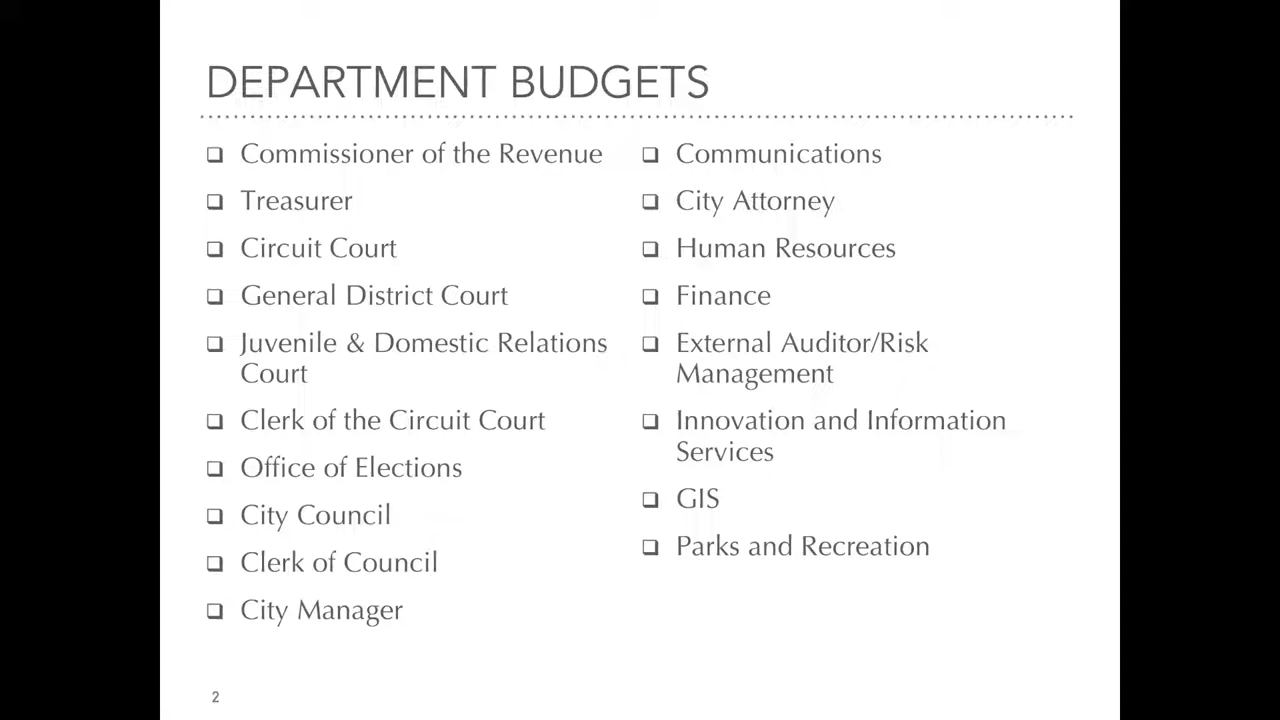 DEPARTMENT BUDGETS
❑ Commissioner of the Revenue
❑ Treasurer
❑ Circuit Court
❑ General District Court
❑ Juvenile & Domestic Relations
Court
❑ Clerk of the Circuit Court
❑ Office of Elections
❑ City Council
❑ Clerk of Council
❑ City Manager
❑ Communications
❑ City Attorney
❑ Human Resources
❑ Finance
❑ External Auditor/Risk
Management
❑ Innovation and Information
Services
❑ GIS
❑ Parks and Recreation
2